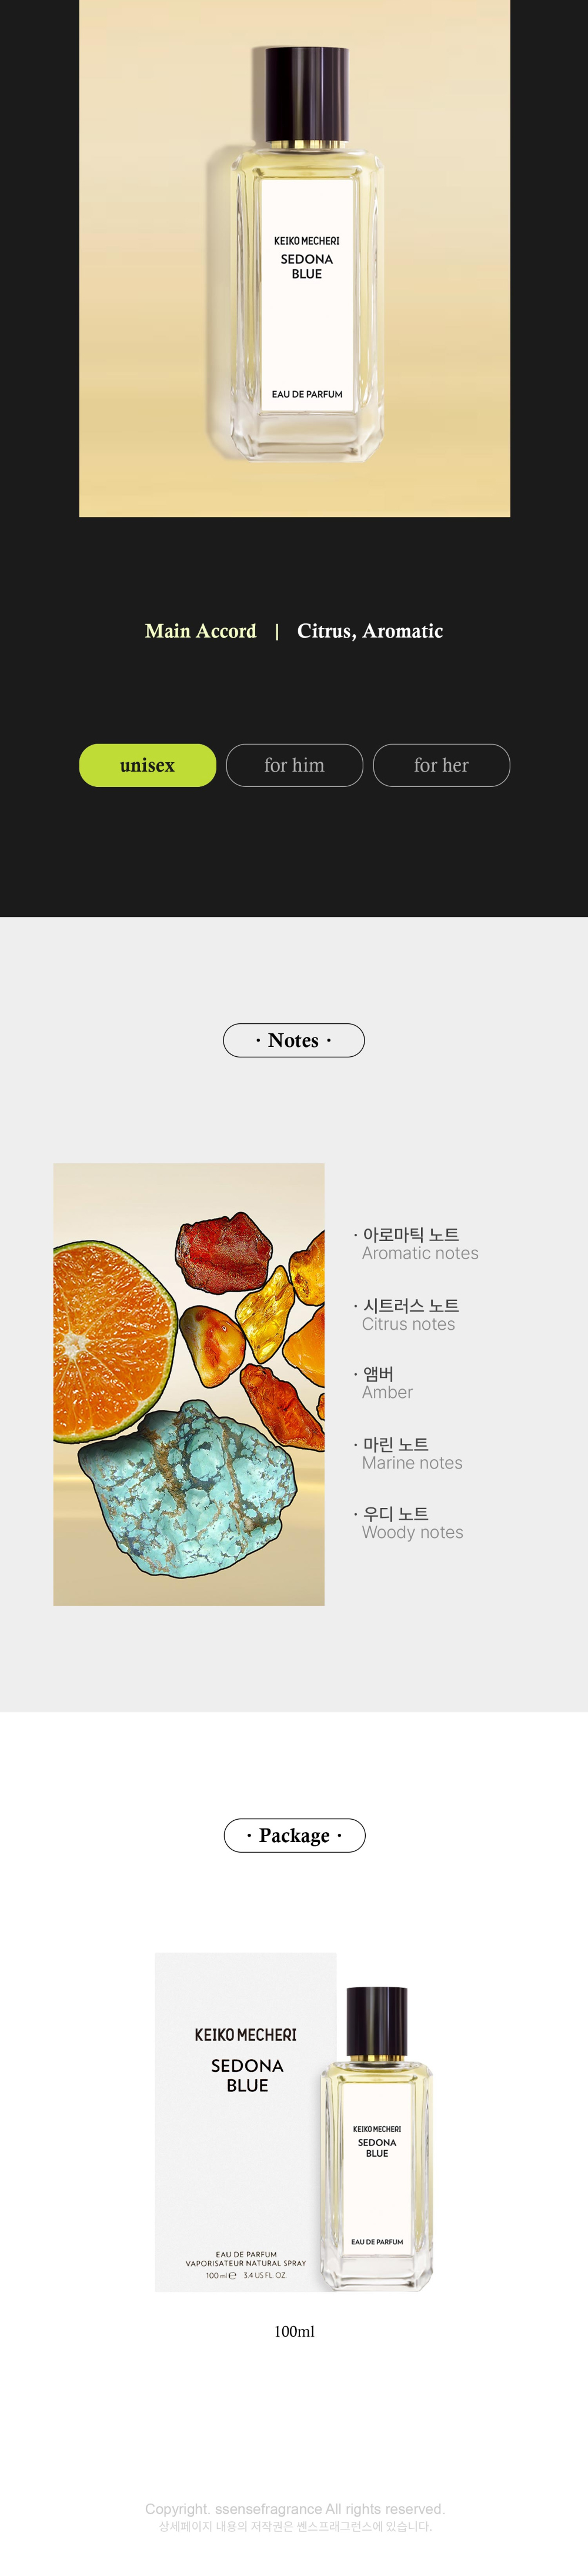 KEIKO MECHERI
SEDONA
BLUE
EAU DE PARFUM
Main Accord | Citrus, Aromatic
unisex
for him
for her
· Notes ·
· 아로마틱 노트
Aromatic notes
· 시트러스 노트
Citrus notes
· 앰버
Amber
· 마린 노트
Marine notes
· 우디 노트
Woody notes
· Package ·
KEIKO MECHERI
SEDONA
BLUE
EAU DE PARFUM
VAPORISATEUR NATURAL SPRAY
100 ml ℮ 3.4 US FL. OZ.
KEIKO MECHERI
SEDONA
BLUE
EAU DE PARFUM
100ml
Copyright. ssensefragrance All rights reserved.
상세페이지 내용의 저작권은 쎈스프래그런스에 있습니다.